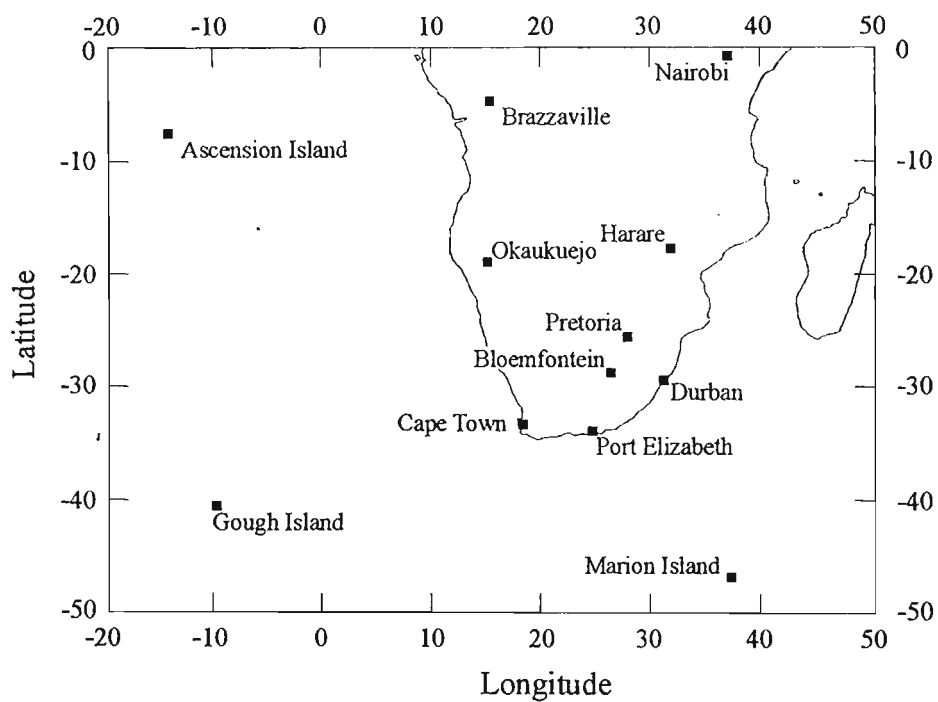 -20 -10 0 10 20 30 40 50
0 0
Nairobi
Brazzaville
Ascension Island
-10 -10
Harare
Okaukuejo
-20 -20
Latitude
Pretoria
Bloemfontein
-30 -30
Durban
Cape Town
Port Elizabeth
-40 -40
Gough Island
Marion Island
-50 -50
-20 -10 0 10 20 30 40 50
Longitude